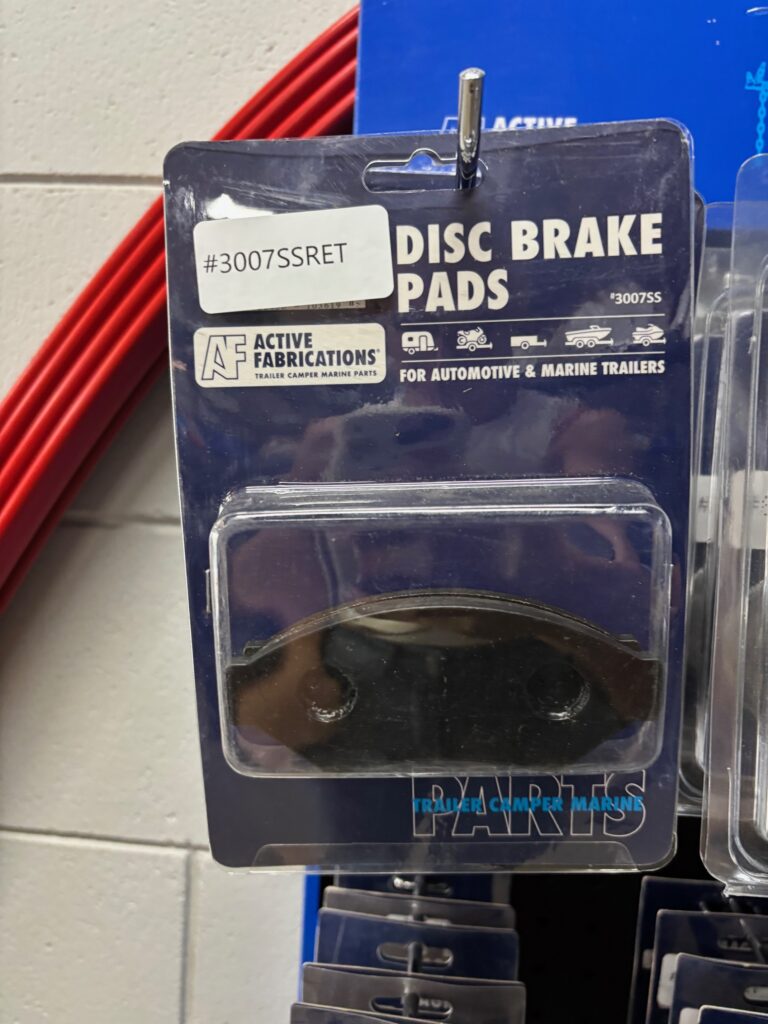 ACTIVE
#3007SSRET
DISC BRAKE
PADS
#3007SS
AF
ACTIVE
FABRICATIONS®
TRAILER CAMPER MARINE PARTS
FOR AUTOMOTIVE & MARINE TRAILERS
TRAILER CAMPER MARINE
PARTS